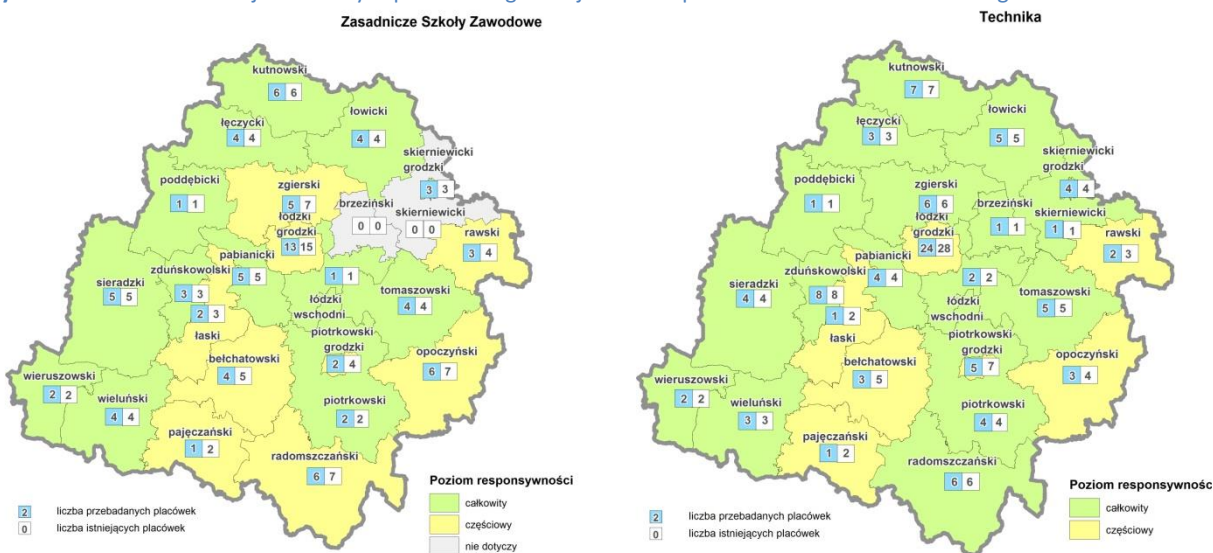 Zasadnicze Szkoły Zawodowe
kutnowski
6 6
łęczycki
4 4
łowicki
4 4
skierniewicki
grodzki
3 3
poddębicki
1 1
zgierski
5 7
brzeziński
0 0
skierniewicki
0 0
łódzki
grodzki
13 15
rawski
3 4
pabianicki
5 5
zduńskowolski
3 3
sieradzki
5 5
2 3
łaski
1 1
łódzki
wschodni
tomaszowski
4 4
piotrkowski
grodzki
2 4
bełchatowski
4 5
opoczyński
6 7
wieruszowski
2 2
wieluński
4 4
piotrkowski
2 2
pajęczański
1 2
radomszczański
6 7
Poziom responsywności
całkowity
częściowy
nie dotyczy
2 liczba przebadanych placówek
0 liczba istniejących placówek
Technika
kutnowski
7 7
łęczycki
3 3
łowicki
5 5
skierniewicki
grodzki
4 4
poddębicki
1 1
zgierski
6 6
brzeziński
1 1
skierniewicki
1 1
łódzki
grodzki
24 28
rawski
2 3
pabianicki
4 4
zduńskowolski
8 8
sieradzki
4 4
1 2
łaski
2 2
łódzki
wschodni
tomaszowski
5 5
piotrkowski
grodzki
5 7
bełchatowski
3 5
opoczyński
3 4
wieruszowski
2 2
wieluński
3 3
piotrkowski
4 4
pajęczański
1 2
radomszczański
6 6
Poziom responsywności
całkowity
częściowy
2 liczba przebadanych placówek
0 liczba istniejących placówek